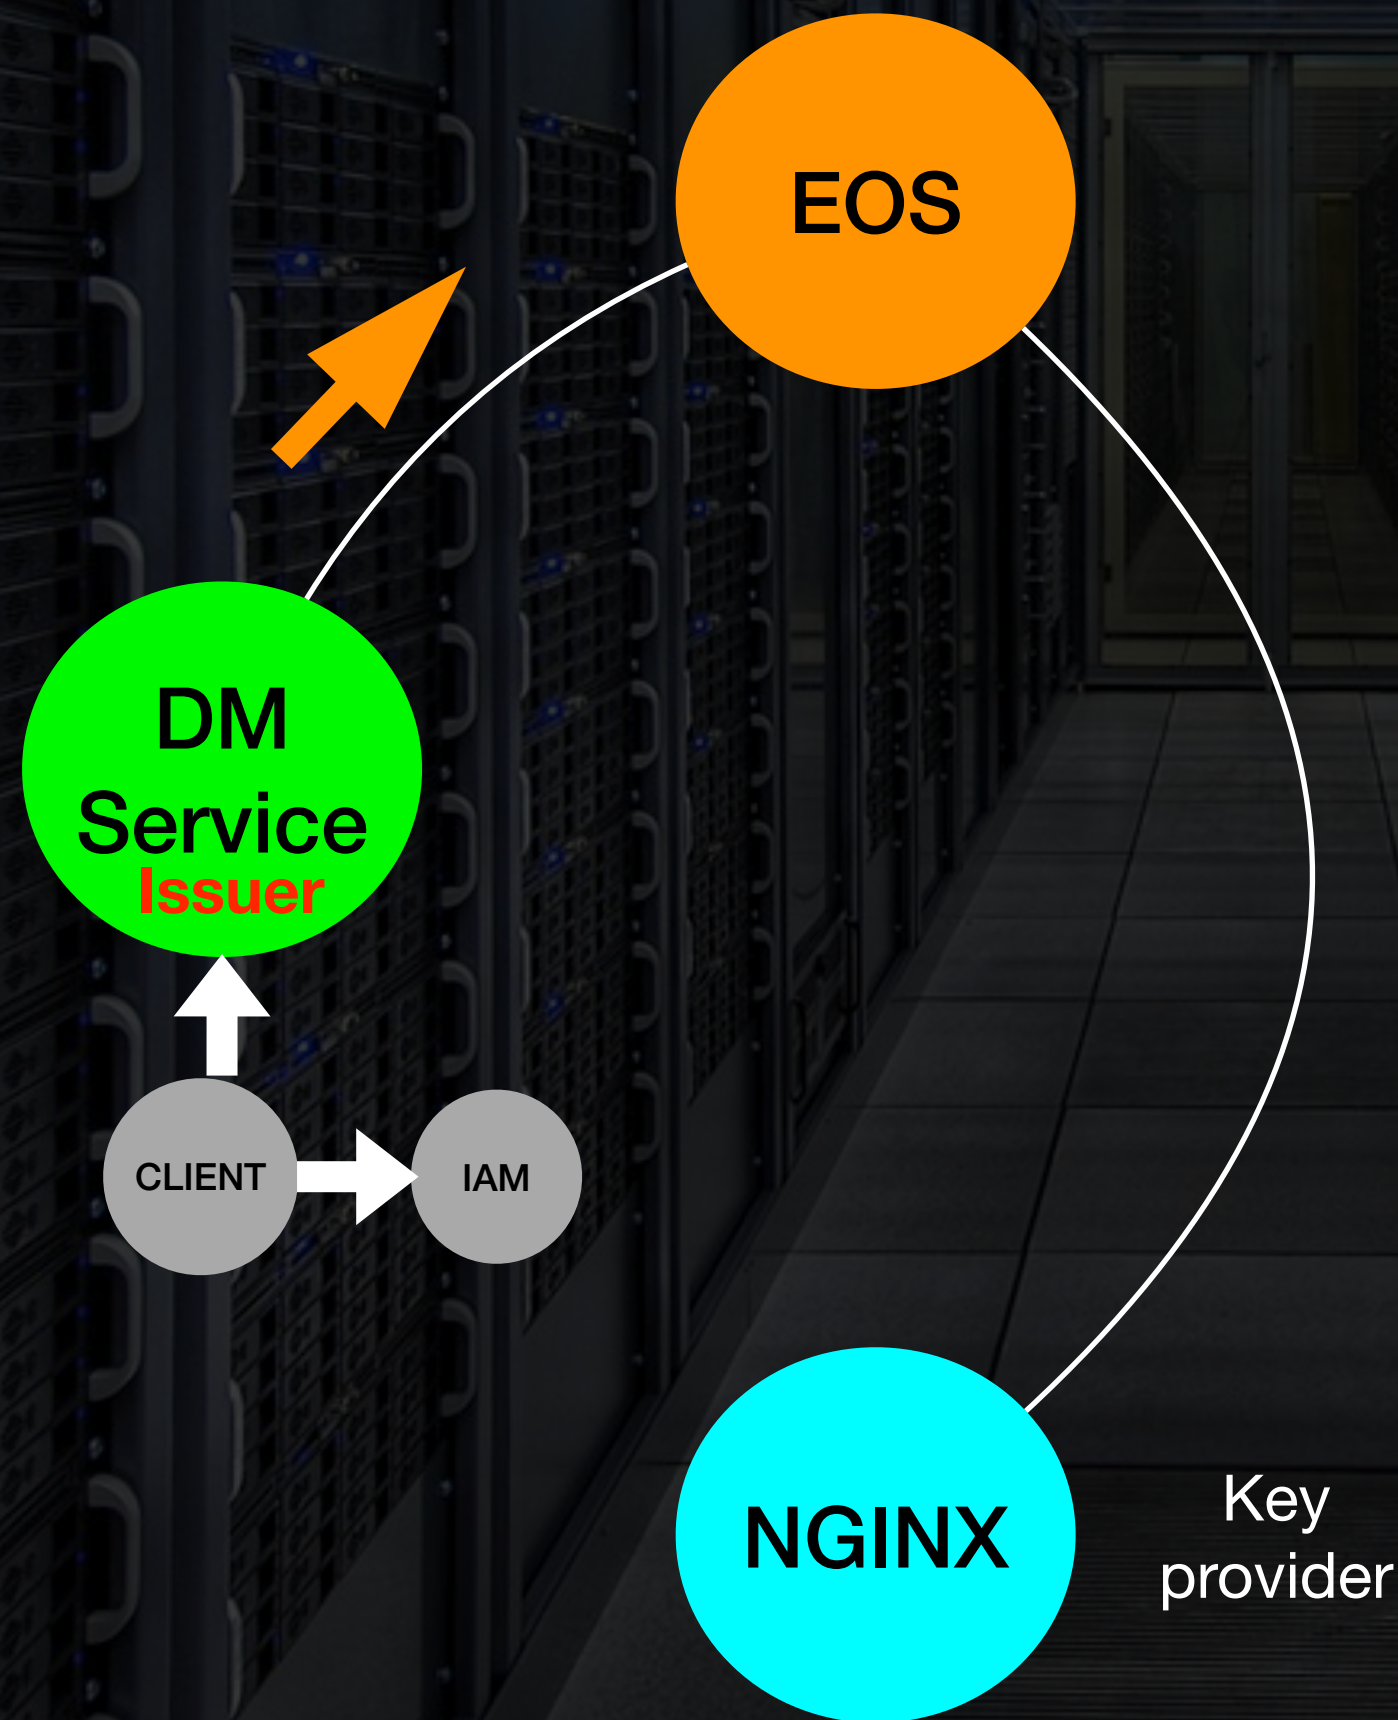 EOS
DM
Service
Issuer
CLIENT
IAM
NGINX
Key
provider